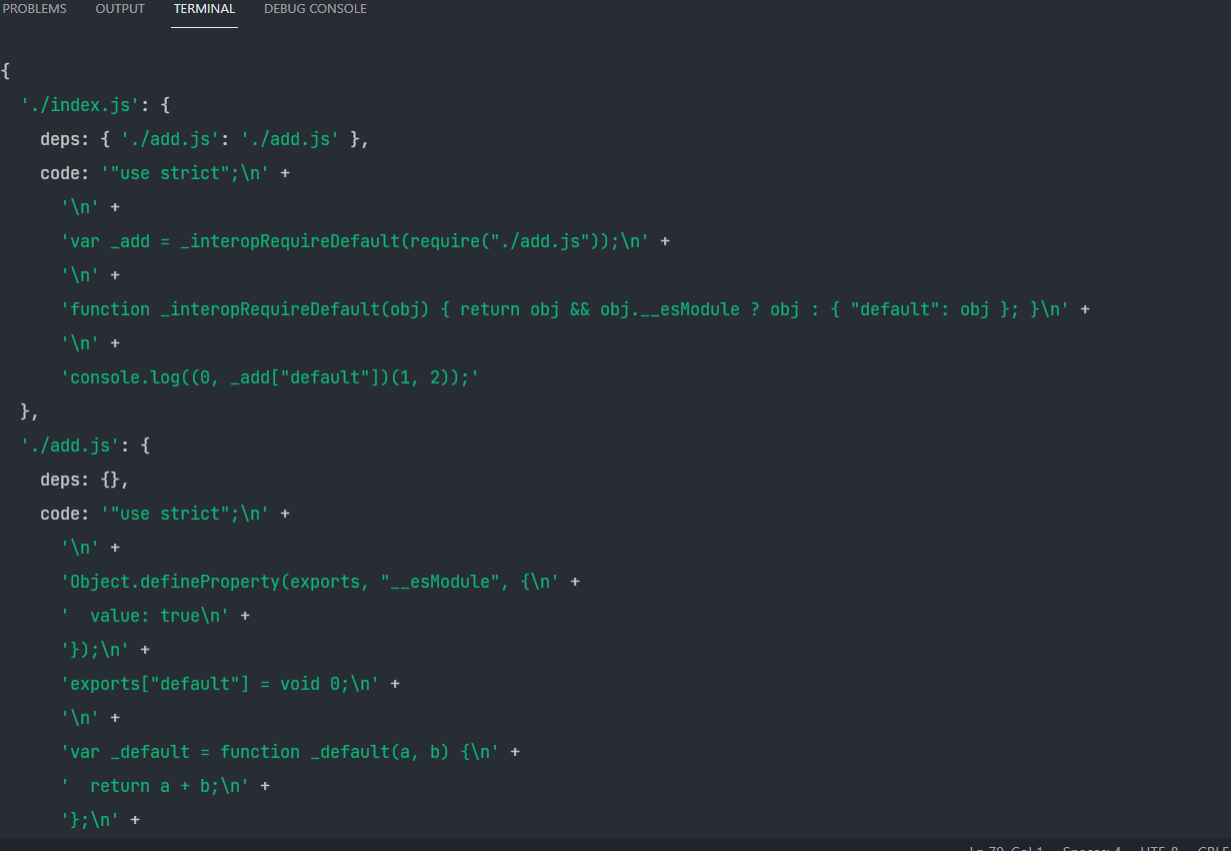 PROBLEMS OUTPUT TERMINAL DEBUG CONSOLE
{
  './index.js': {
    deps: { './add.js': './add.js' },
    code: '"use strict";\n' +
      '\n' +
      'var _add = _interopRequireDefault(require("./add.js"));\n' +
      '\n' +
      'function _interopRequireDefault(obj) { return obj && obj.__esModule ? obj : { "default": obj }; }\n' +
      '\n' +
      'console.log((0, _add["default"])(1, 2));'
  },
  './add.js': {
    deps: {},
    code: '"use strict";\n' +
      '\n' +
      'Object.defineProperty(exports, "__esModule", {\n' +
      '  value: true\n' +
      '});\n' +
      'exports["default"] = void 0;\n' +
      '\n' +
      'var _default = function _default(a, b) {\n' +
      '  return a + b;\n' +
      '};\n' +